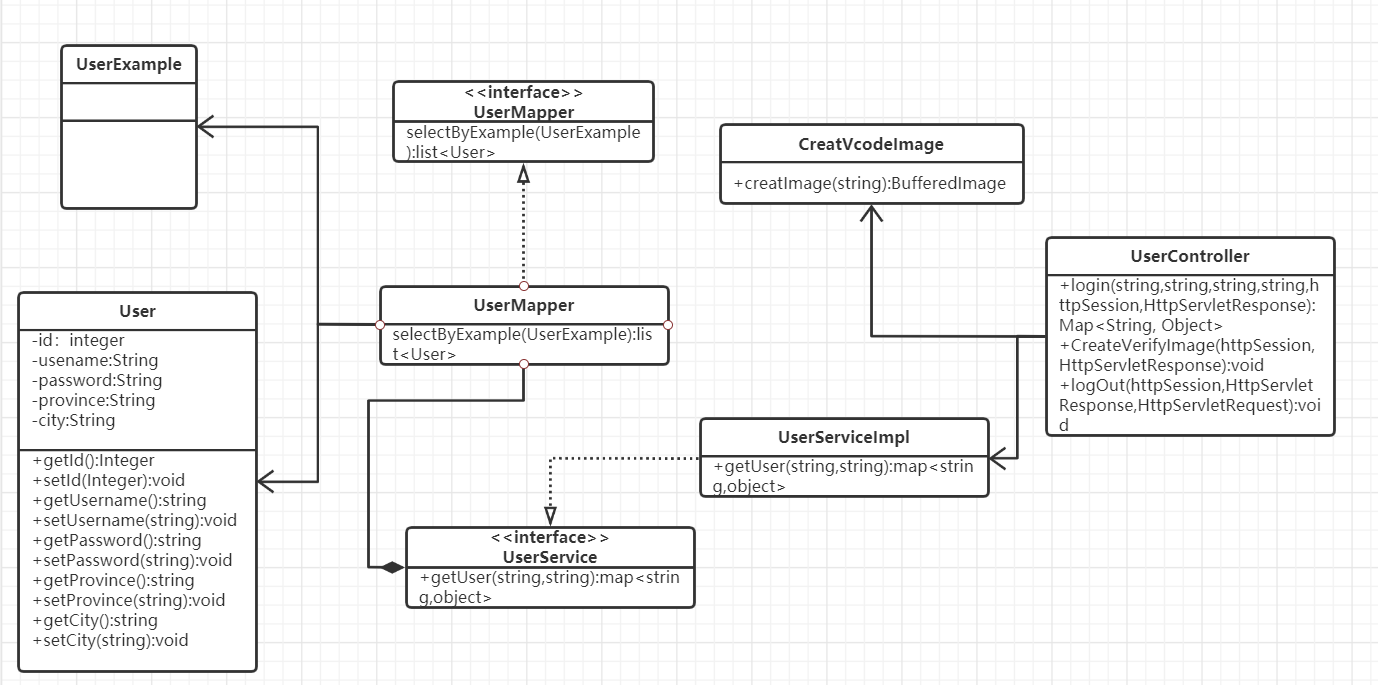 UserExample
<<interface>>
UserMapper
selectByExample(UserExample
):list<User>
CreatVcodeImage
+creatImage(string):BufferedImage
UserController
+login(string,string,string,string,h
ttpSession,HttpServletResponse):
Map<String, Object>
+CreateVerifyImage(httpSession,
HttpServletResponse):void
+logOut(httpSession,HttpServlet
Response,HttpServletRequest):voi
d
User
-id：integer
-usename:String
-password:String
-province:String
-city:String
+getId():Integer
+setId(Integer):void
+getUsername():string
+setUsername(string):void
+getPassword():string
+setPassword(string):void
+getProvince():string
+setProvince(string):void
+getCity():string
+setCity(string):void
UserMapper
selectByExample(UserExample):lis
t<User>
UserServiceImpl
+getUser(string,string):map<strin
g,object>
<<interface>>
UserService
+getUser(string,string):map<strin
g,object>